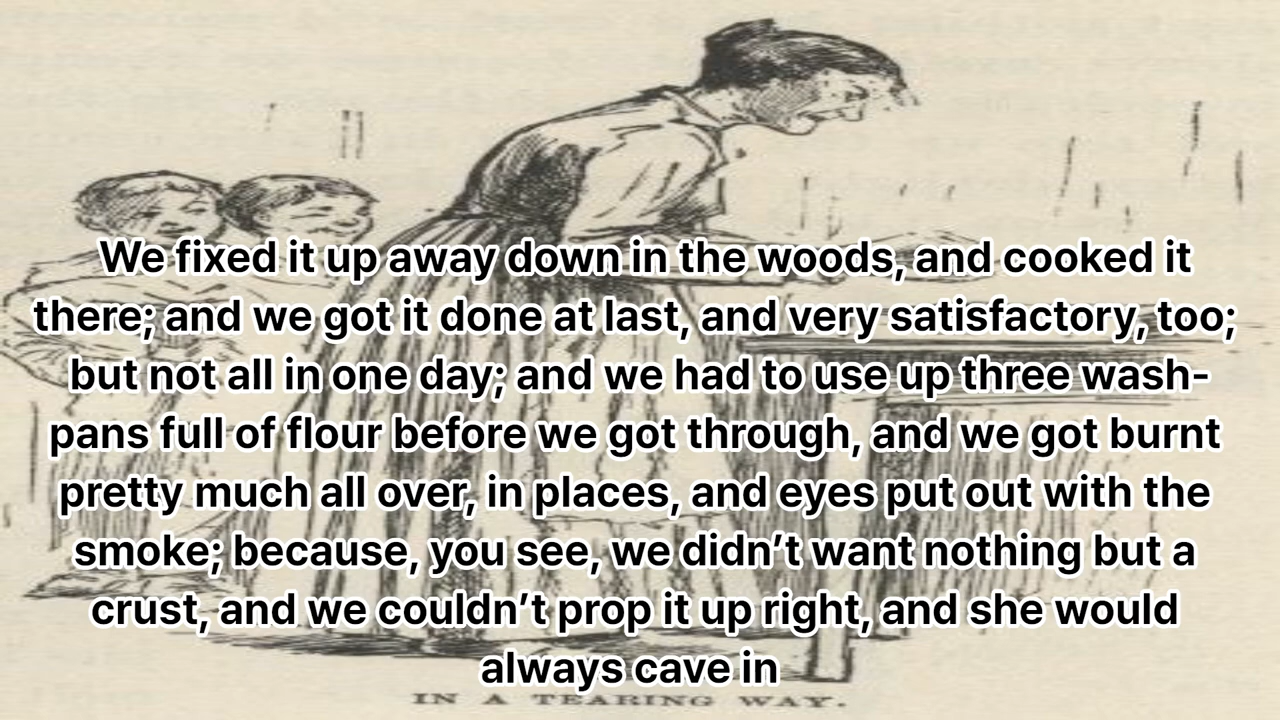 We fixed it up away down in the woods, and cooked it
there; and we got it done at last, and very satisfactory, too;
but not all in one day; and we had to use up three wash-
pans full of flour before we got through, and we got burnt
pretty much all over, in places, and eyes put out with the
smoke; because, you see, we didn’t want nothing but a
crust, and we couldn’t prop it up right, and she would
always cave in
IN A TEARING WAY.